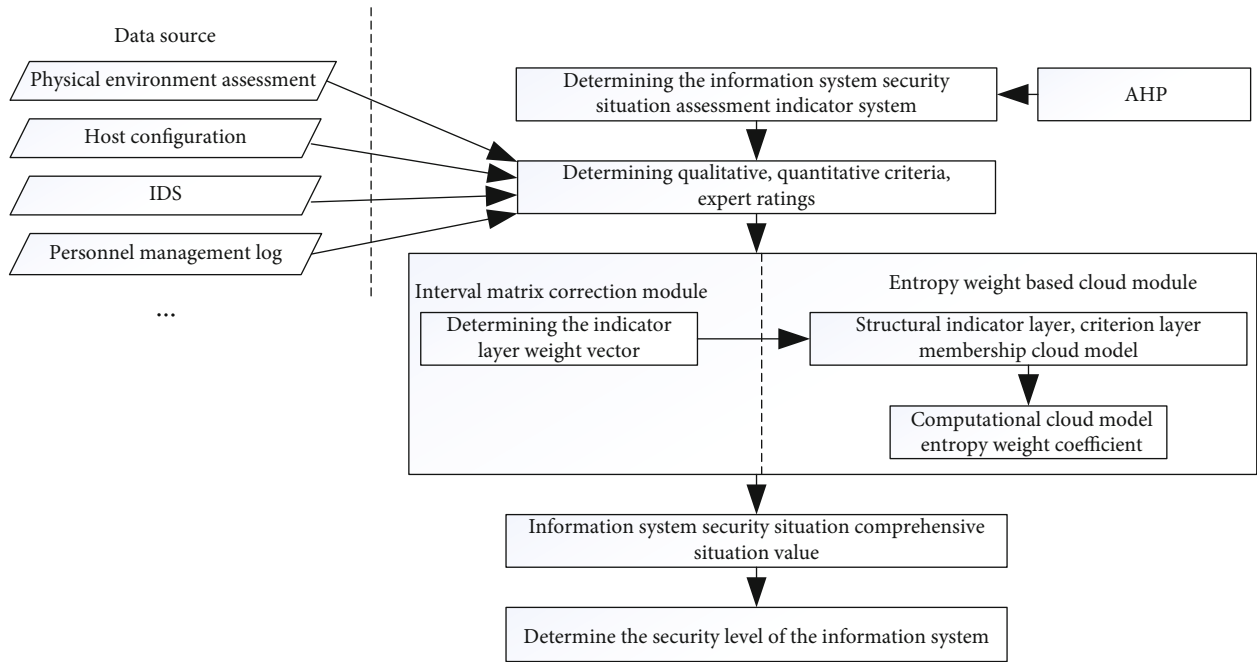 Data source
Physical environment assessment
Host configuration
IDS
Personnel management log
...
Determining the information system security
situation assessment indicator system
AHP
Determining qualitative, quantitative criteria,
expert ratings
Interval matrix correction module
Determining the indicator
layer weight vector
Entropy weight based cloud module
Structural indicator layer, criterion layer
membership cloud model
Computational cloud model
entropy weight coefficient
Information system security situation comprehensive
situation value
Determine the security level of the information system